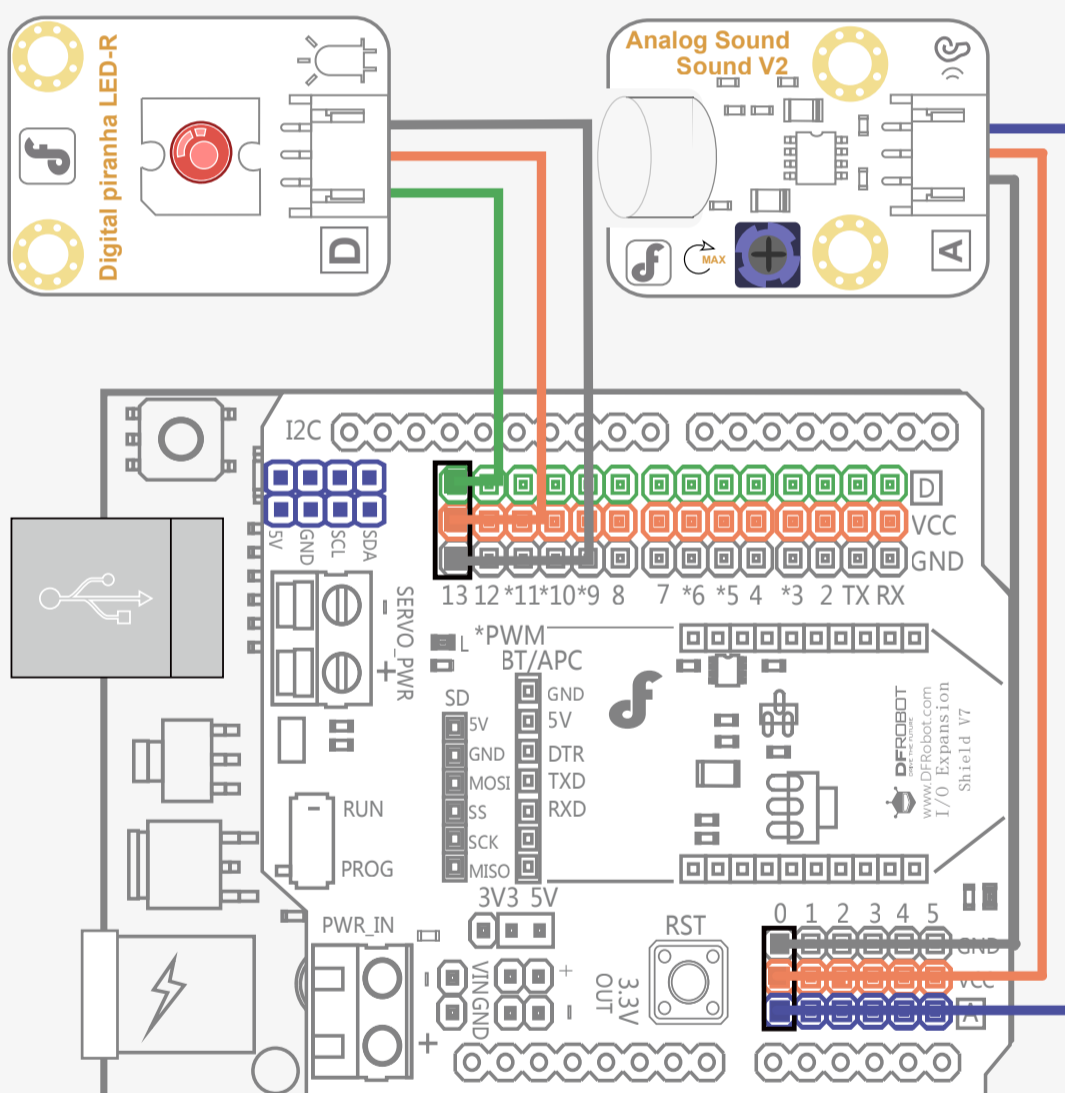 Digital piranha LED-R
D
Analog Sound
Sound V2
MAX
A
I2C
5V
GND
SCL
SDA
D
VCC
GND
13 12 *11 *10 *9 8 7 *6 *5 4 *3 2 TX RX
SERVO_PWR
- +
L
*PWM
BT/APC
GND
5V
DTR
TXD
RXD
SD
5V
GND
MOSI
SS
SCK
MISO
DFROBOT
DRIVE THE FUTURE
www.DFRobot.com
I/O Expansion
Shield V7
RUN
PROG
3V3 5V
PWR_IN
- +
VIN GND
+ -
3.3V
OUT
RST
0 1 2 3 4 5
GND
VCC
A